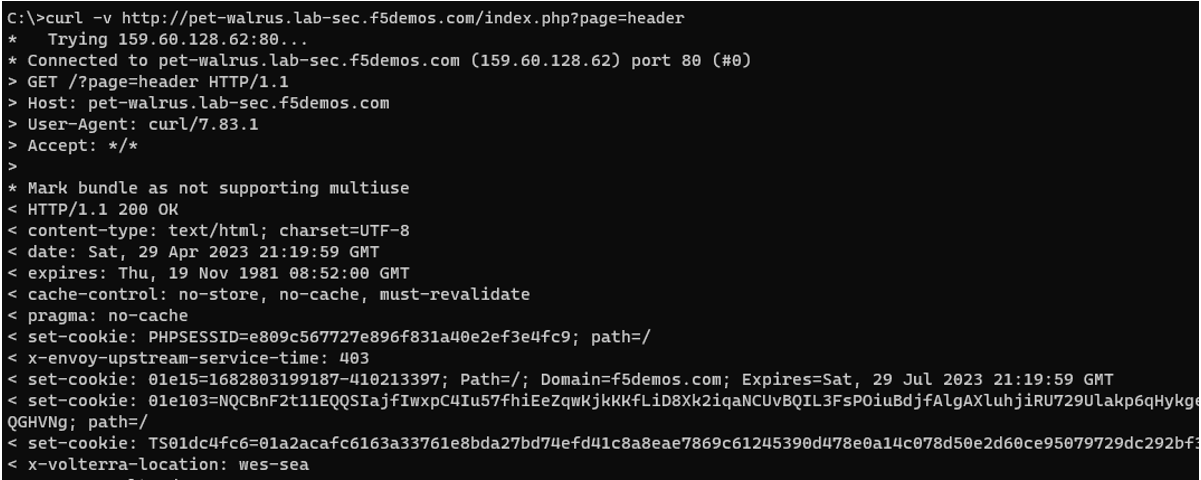 C:\>curl -v http://pet-walrus.lab-sec.f5demos.com/index.php?page=header
*   Trying 159.60.128.62:80...
* Connected to pet-walrus.lab-sec.f5demos.com (159.60.128.62) port 80 (#0)
> GET /?page=header HTTP/1.1
> Host: pet-walrus.lab-sec.f5demos.com
> User-Agent: curl/7.83.1
> Accept: */*
>
* Mark bundle as not supporting multiuse
< HTTP/1.1 200 OK
< content-type: text/html; charset=UTF-8
< date: Sat, 29 Apr 2023 21:19:59 GMT
< expires: Thu, 19 Nov 1981 08:52:00 GMT
< cache-control: no-store, no-cache, must-revalidate
< pragma: no-cache
< set-cookie: PHPSESSID=e809c567727e896f831a40e2ef3e4fc9; path=/
< x-envoy-upstream-service-time: 403
< set-cookie: 01e15=1682803199187-410213397; Path=/; Domain=f5demos.com; Expires=Sat, 29 Jul 2023 21:19:59 GMT
< set-cookie: 01e103=NQCBnF2t11EQQSIajfIwxpC4Iu57fhiEeZqwKjkKKfLiD8Xk2iqaNCUvBQIL3FsPOiuBdjfAlgAXluhjiRU729Ulakp6qHykge
QGHVNg; path=/
< set-cookie: TS01dc4fc6=01a2acafc6163a33761e8bda27bd74efd41c8a8eae7869c61245390d478e0a14c078d50e2d60ce95079729dc292bf3
< x-volterra-location: wes-sea